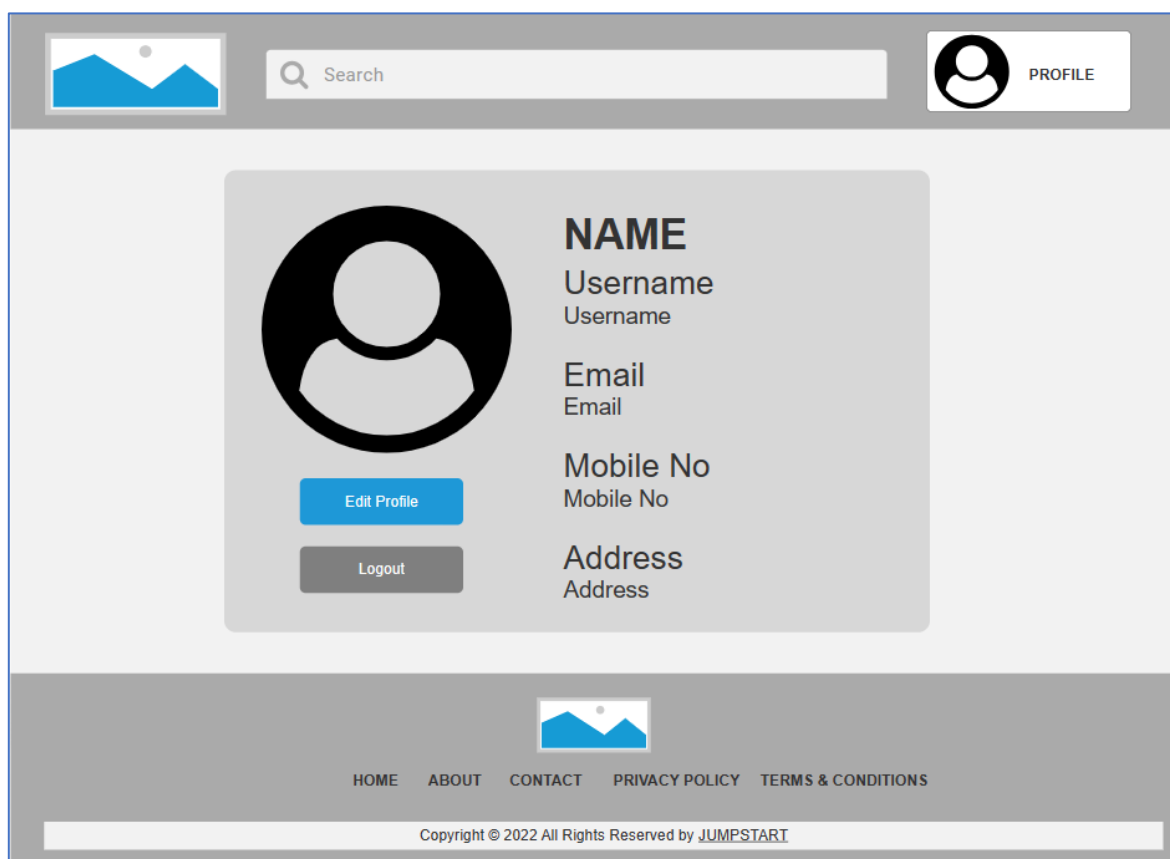 Search
PROFILE
NAME
Username
Username
Email
Email
Mobile No
Mobile No
Address
Address
Edit Profile
Logout
HOME ABOUT CONTACT PRIVACY POLICY TERMS & CONDITIONS
Copyright © 2022 All Rights Reserved by JUMPSTART